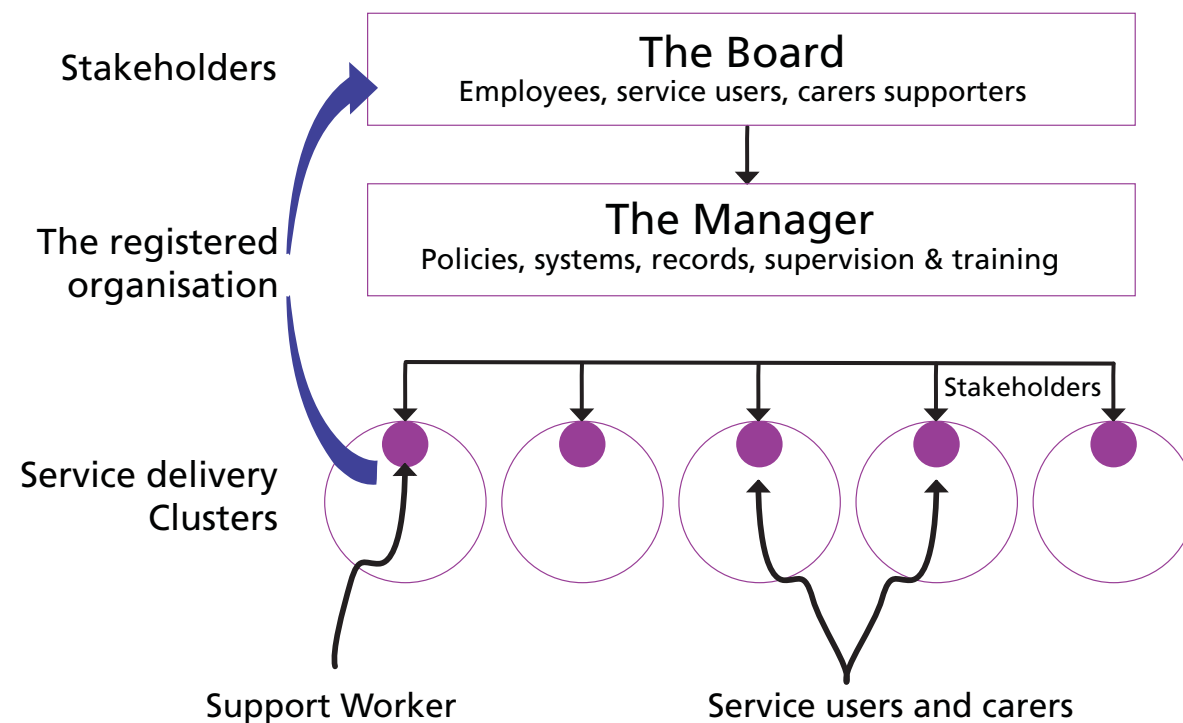 Stakeholders
The Board
Employees, service users, carers supporters
The registered
organisation
The Manager
Policies, systems, records, supervision & training
Stakeholders
Service delivery
Clusters
Support Worker
Service users and carers